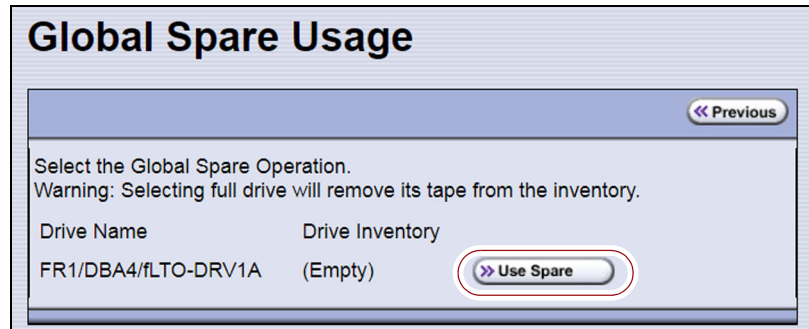 Global Spare Usage
Previous
Select the Global Spare Operation.
Warning: Selecting full drive will remove its tape from the inventory.
Drive Name Drive Inventory
FR1/DBA4/fLTO-DRV1A (Empty) Use Spare